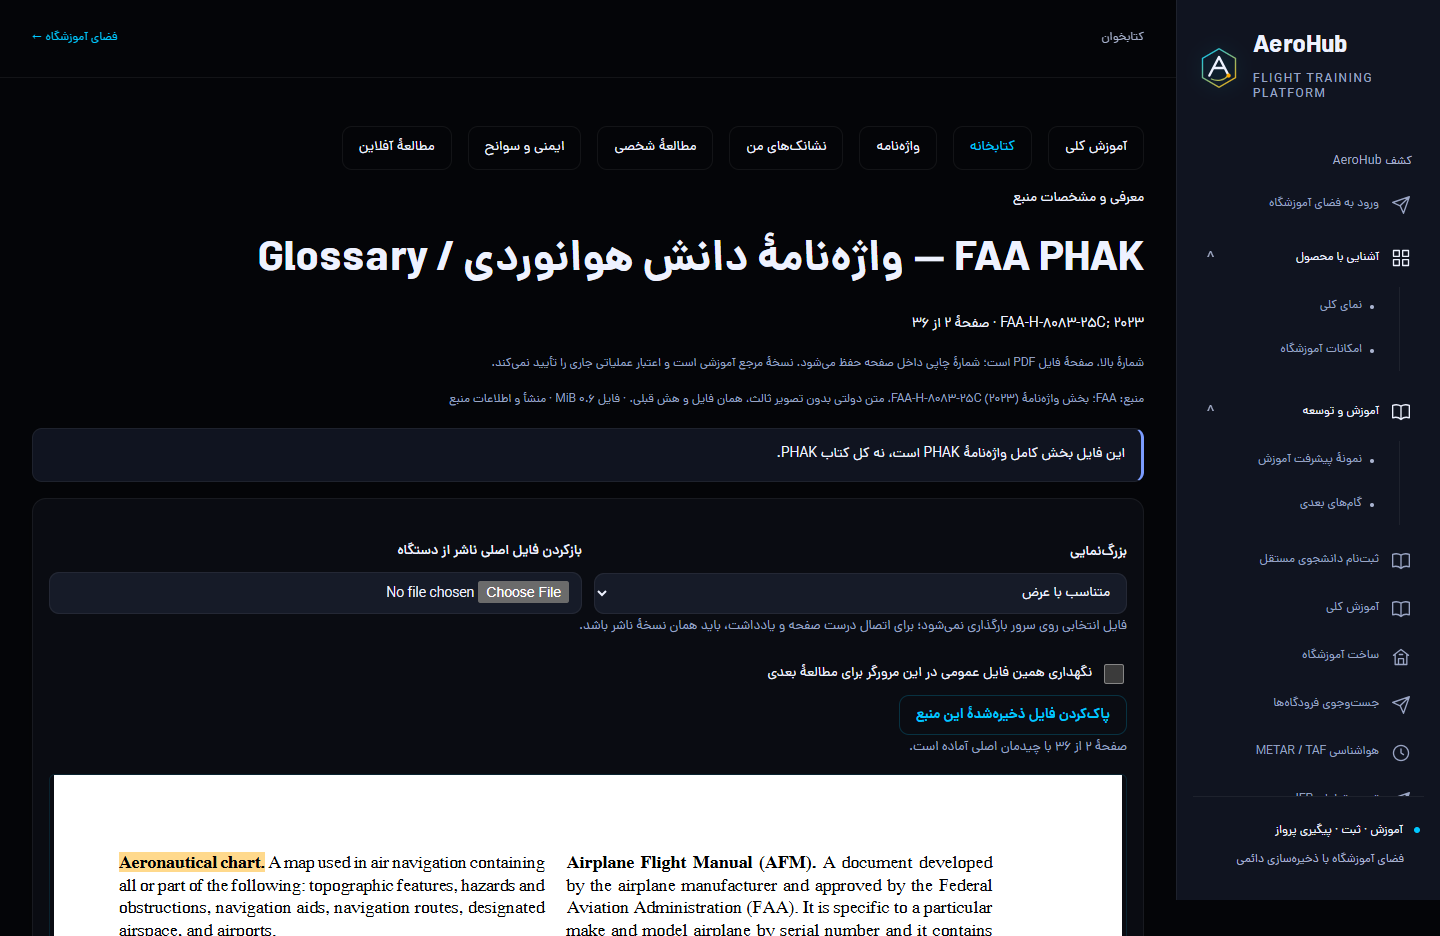 AeroHub
FLIGHT TRAINING
PLATFORM
کشف AeroHub
ورود به فضای آموزشگاه
آشنایی با محصول
نمای کلی
امکانات آموزشگاه
آموزش و توسعه
نمونهٔ پیشرفت آموزش
گام‌های بعدی
ثبت‌نام دانشجوی مستقل
آموزش کلی
ساخت آموزشگاه
جست‌وجوی فرودگاه‌ها
هواشناسی METAR / TAF
آموزش · ثبت · پیگیری پرواز
فضای آموزشگاه با ذخیره‌سازی دائمی
کتابخوان
فضای آموزشگاه ←
آموزش کلی
کتابخانه
واژه‌نامه
نشانک‌های من
مطالعهٔ شخصی
ایمنی و سوانح
مطالعهٔ آفلاین
معرفی و مشخصات منبع
FAA PHAK — واژه‌نامهٔ دانش هوانوردی / Glossary
FAA-H-۸۰۸۳-۲۵C; ۲۰۲۳ · صفحهٔ ۲ از ۳۶
شمارهٔ بالا، صفحهٔ فایل PDF است؛ شمارهٔ چاپی داخل صفحه حفظ می‌شود. نسخهٔ مرجع آموزشی است و اعتبار عملیاتی جاری را تأیید نمی‌کند.
منبع: FAA؛ بخش واژه‌نامهٔ FAA-H-۸۰۸۳-۲۵C (۲۰۲۳). متن دولتی بدون تصویر ثالث، همان فایل و هش قبلی. · فایل ۰.۶ MiB · منشأ و اطلاعات منبع
این فایل بخش کامل واژه‌نامهٔ PHAK است، نه کل کتاب PHAK.
بزرگ‌نمایی
متناسب با عرض
بازکردن فایل اصلی ناشر از دستگاه
Choose File No file chosen
فایل انتخابی روی سرور بارگذاری نمی‌شود؛ برای اتصال درست صفحه و یادداشت، باید همان نسخهٔ ناشر باشد.
نگهداری همین فایل عمومی در این مرورگر برای مطالعهٔ بعدی
پاک‌کردن فایل ذخیره‌شدهٔ این منبع
صفحهٔ ۲ از ۳۶ با چیدمان اصلی آماده است.
Aeronautical chart. A map used in air navigation containing
all or part of the following: topographic features, hazards and
obstructions, navigation aids, navigation routes, designated
airspace, and airports.
Airplane Flight Manual (AFM). A document developed
by the airplane manufacturer and approved by the Federal
Aviation Administration (FAA). It is specific to a particular
make and model airplane by serial number and it contains